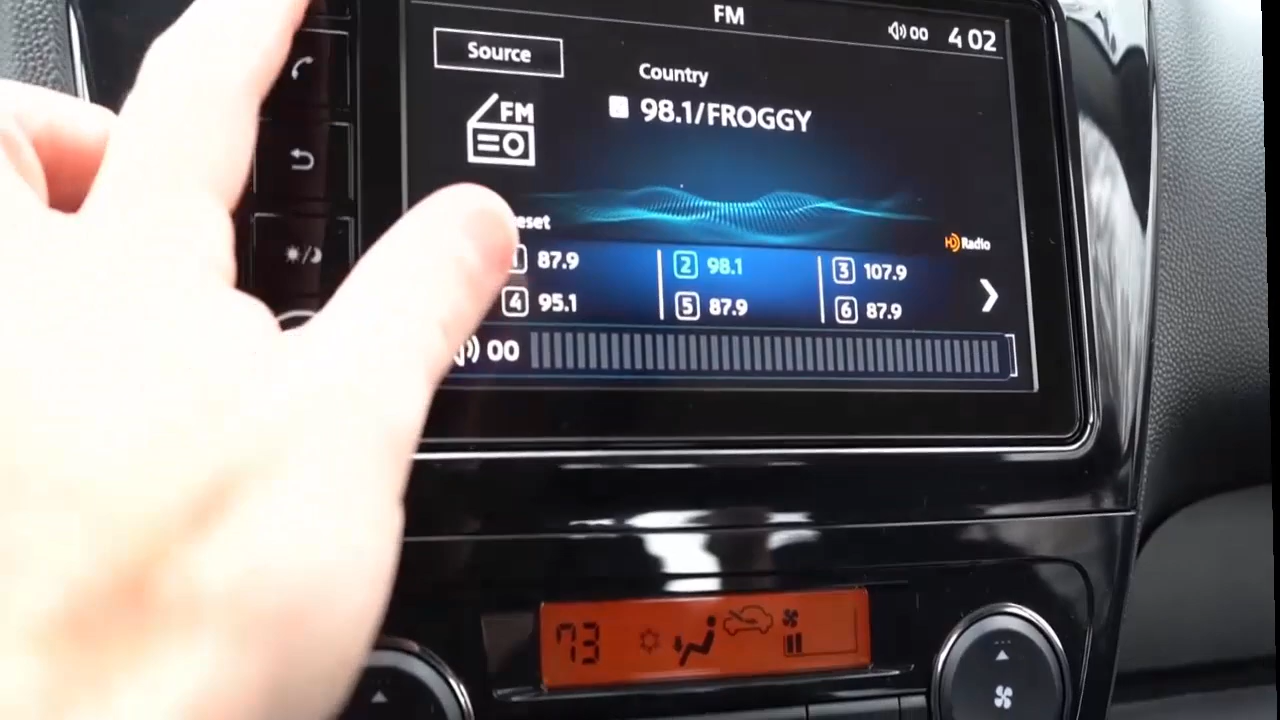 FM
00 4 02
Source
Country
FM
98.1/FROGGY
eset
HD Radio
1 87.9 2 98.1 3 107.9
4 95.1 5 87.9 6 87.9
00
73